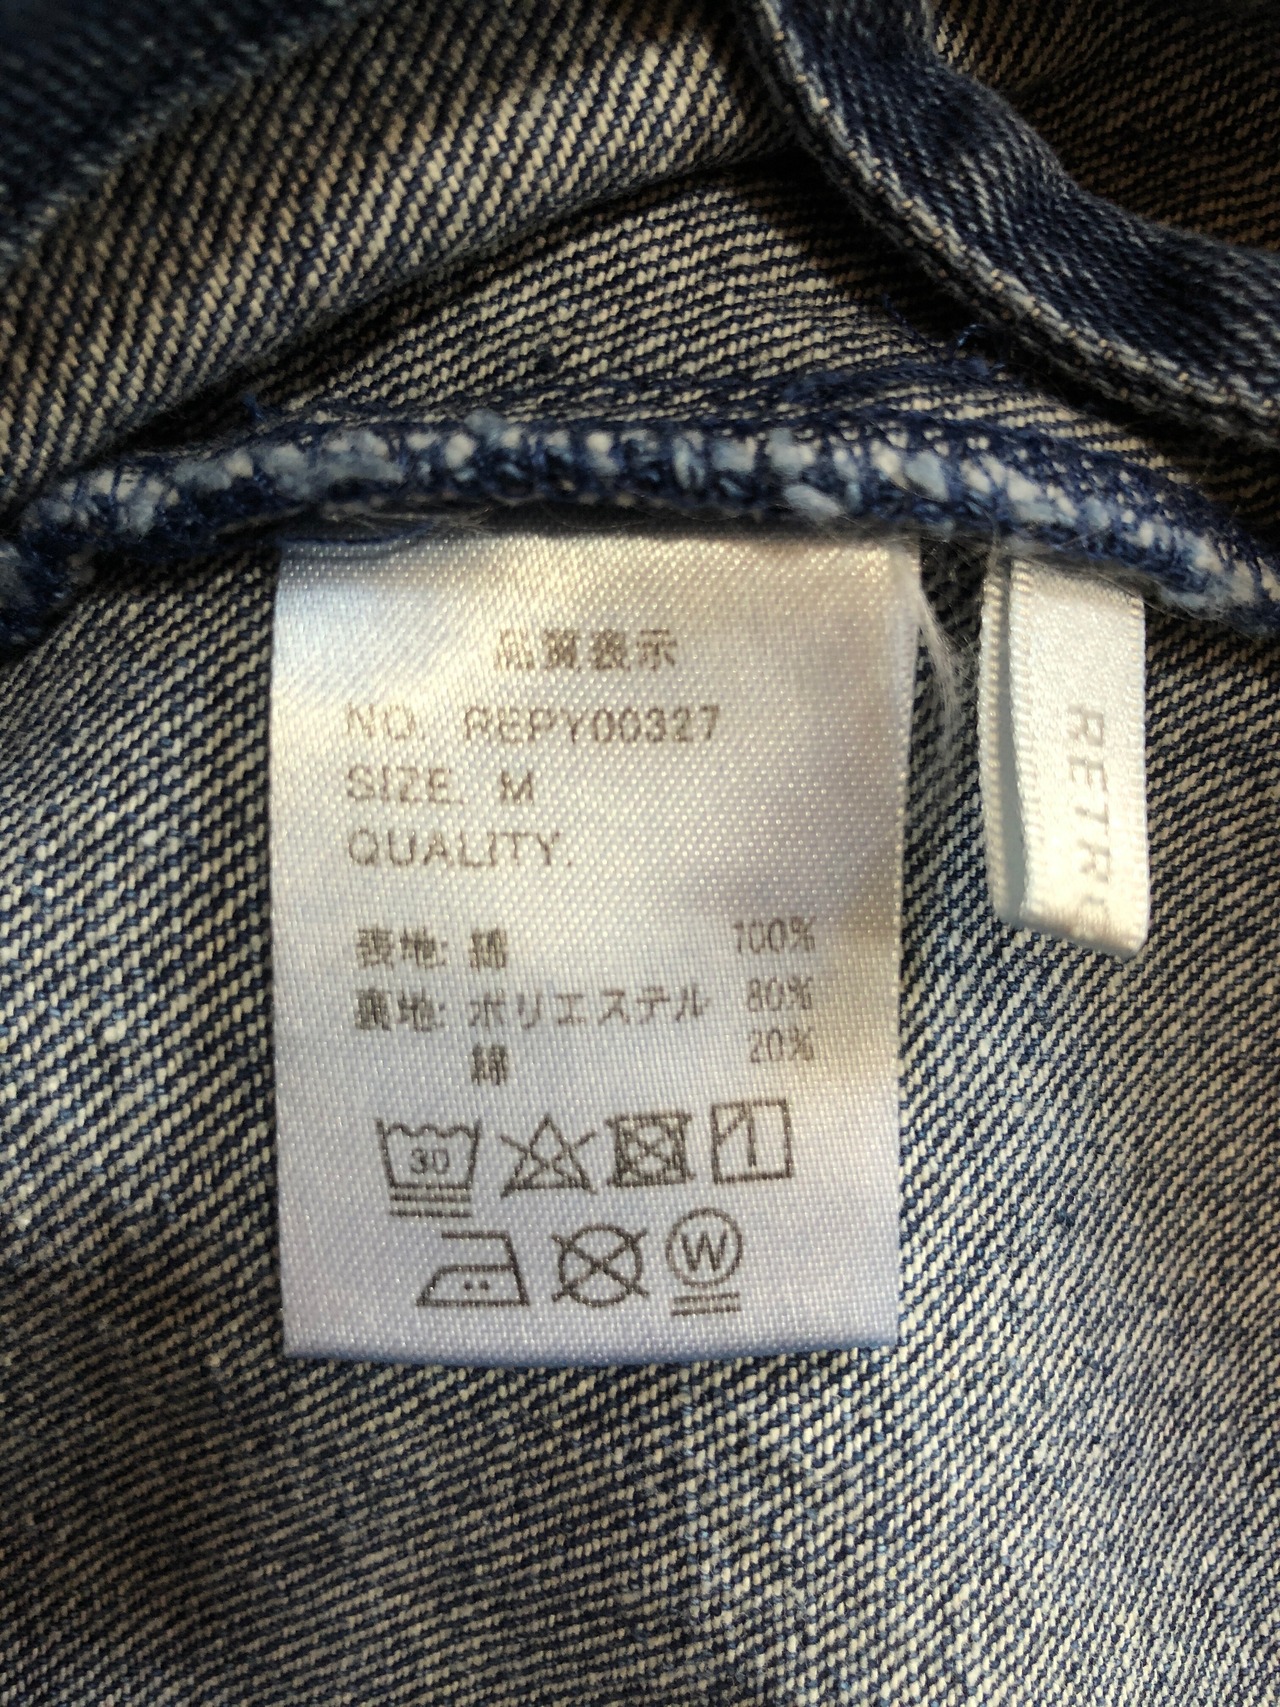 品質表示
NO. REPY00327
SIZE. M
QUALITY.
表地: 綿 100%
裏地: ポリエステル 80%
綿 20%
30
W
RETR